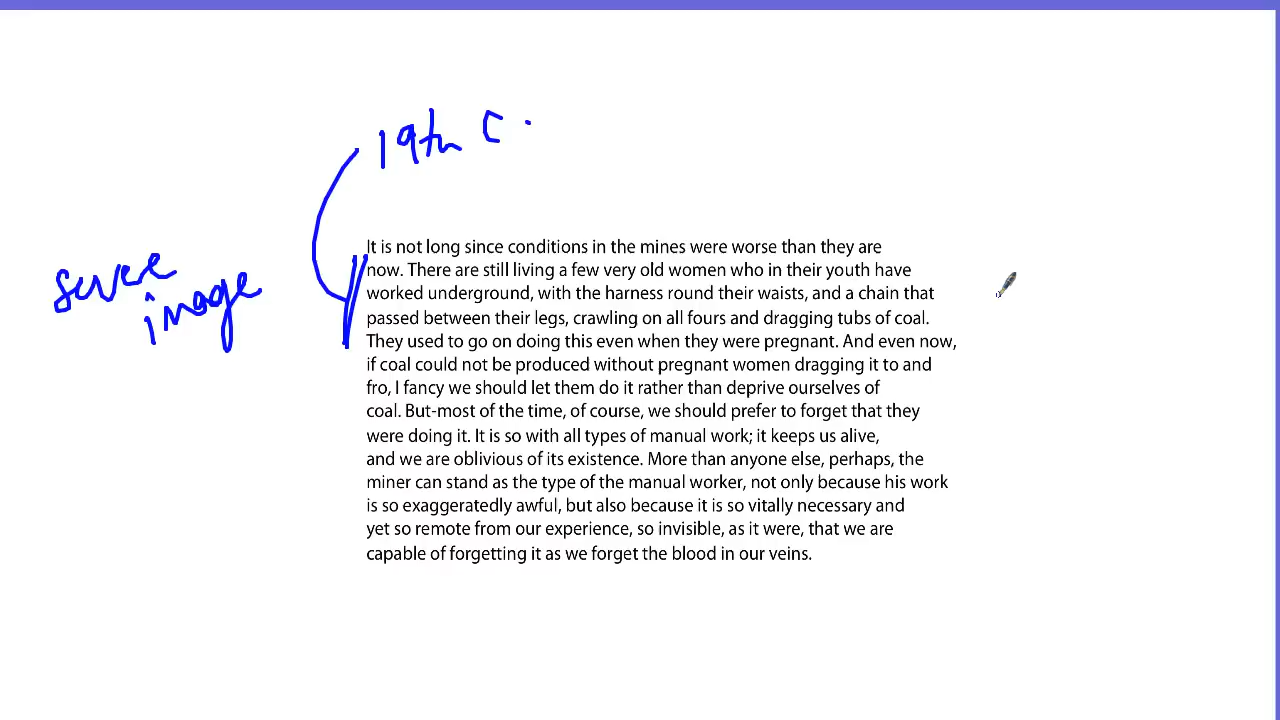 19th C.
severe
image
It is not long since conditions in the mines were worse than they are
now. There are still living a few very old women who in their youth have
worked underground, with the harness round their waists, and a chain that
passed between their legs, crawling on all fours and dragging tubs of coal.
They used to go on doing this even when they were pregnant. And even now,
if coal could not be produced without pregnant women dragging it to and
fro, I fancy we should let them do it rather than deprive ourselves of
coal. But-most of the time, of course, we should prefer to forget that they
were doing it. It is so with all types of manual work; it keeps us alive,
and we are oblivious of its existence. More than anyone else, perhaps, the
miner can stand as the type of the manual worker, not only because his work
is so exaggeratedly awful, but also because it is so vitally necessary and
yet so remote from our experience, so invisible, as it were, that we are
capable of forgetting it as we forget the blood in our veins.